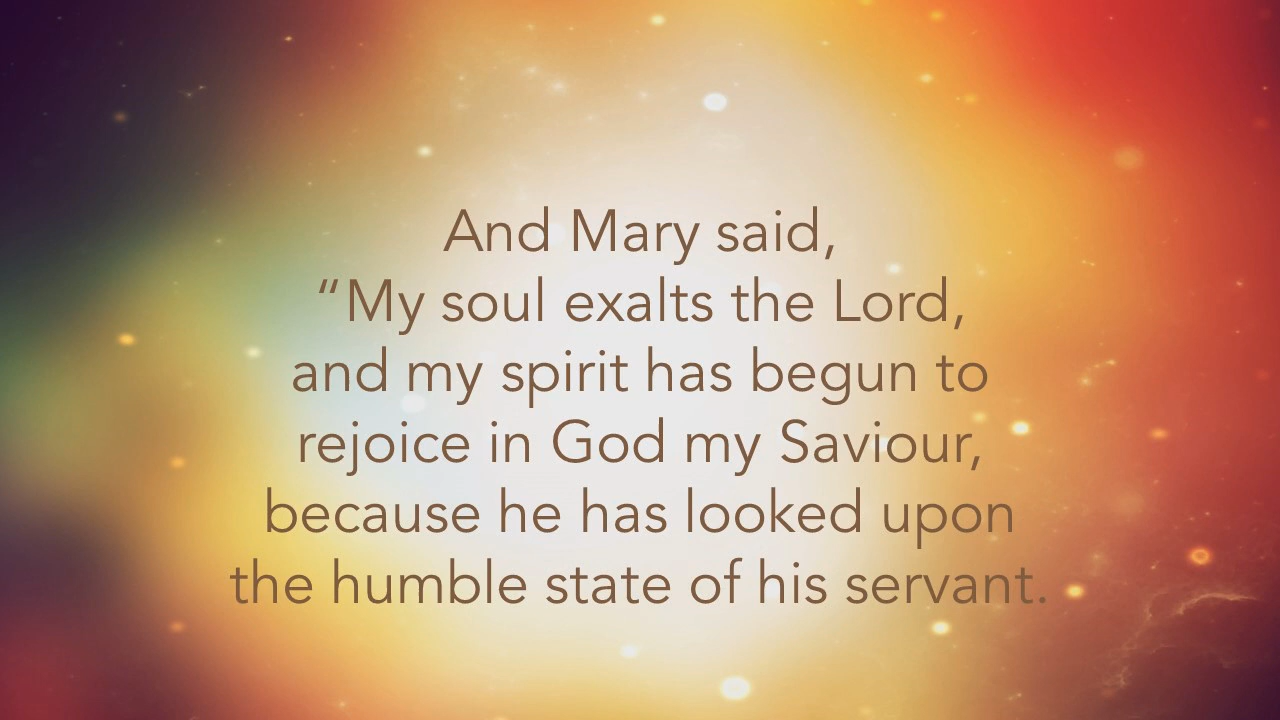 And Mary said,
“My soul exalts the Lord,
and my spirit has begun to
rejoice in God my Saviour,
because he has looked upon
the humble state of his servant.